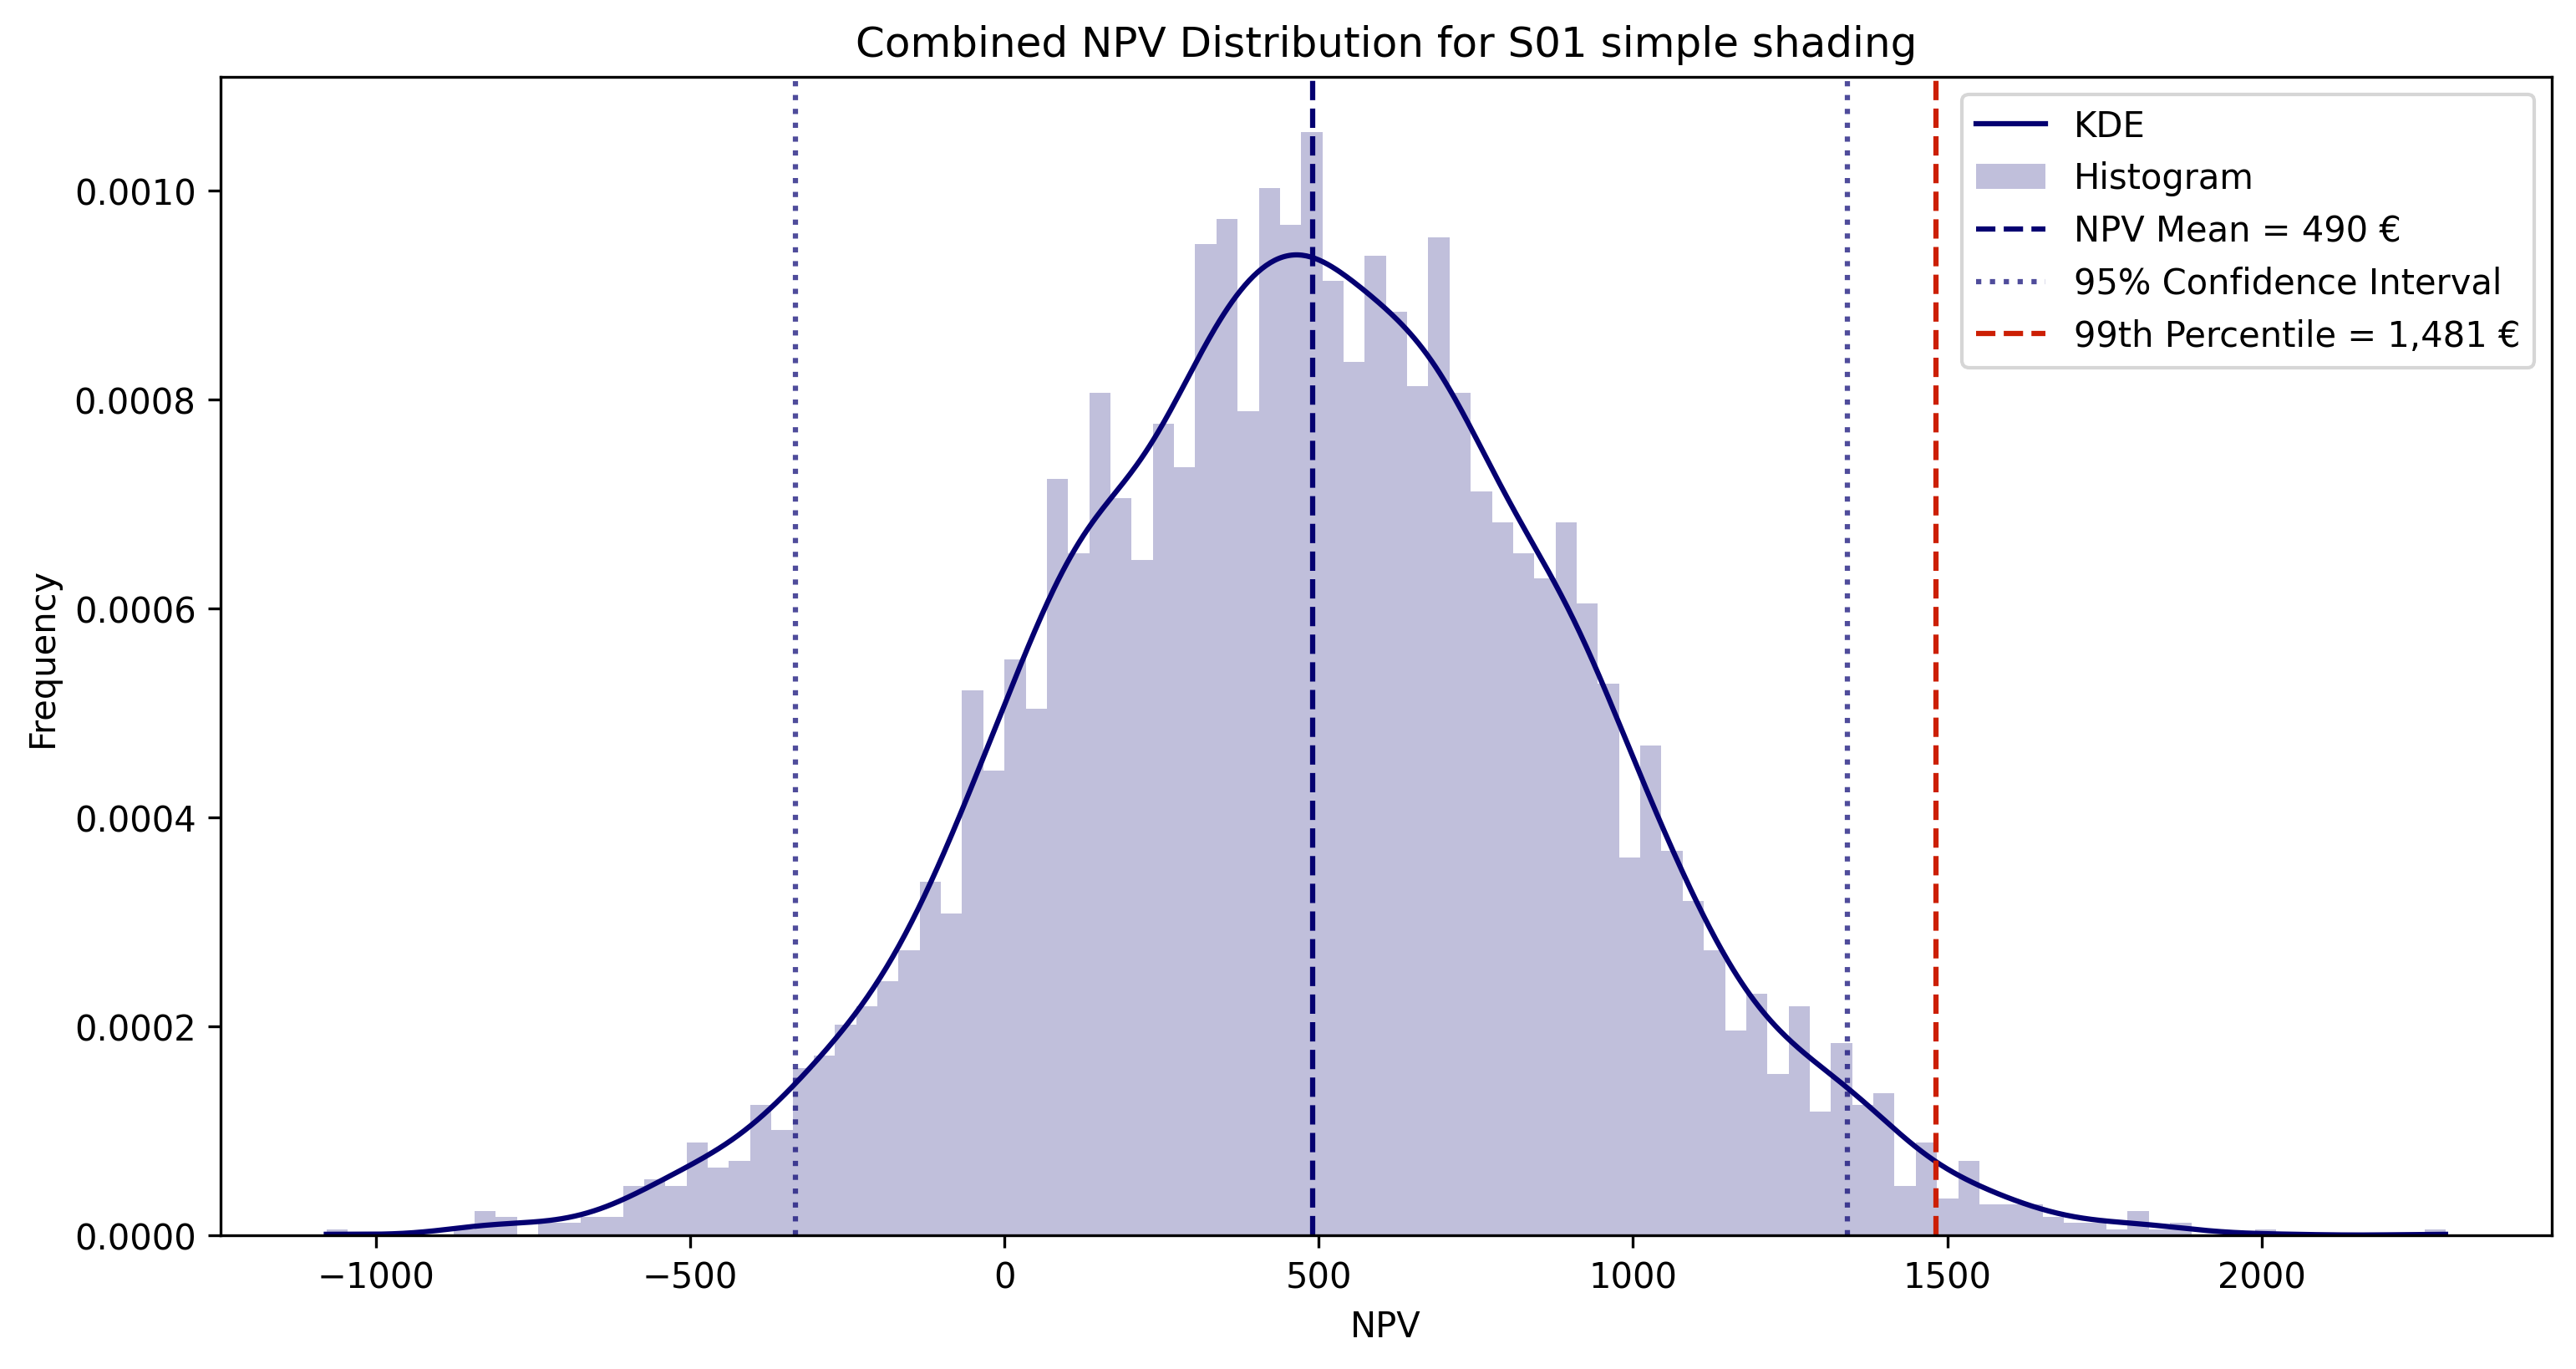 Combined NPV Distribution for S01 simple shading
KDE
Histogram
NPV Mean = 490 €
95% Confidence Interval
99th Percentile = 1,481 €
Frequency
0.0010
0.0008
0.0006
0.0004
0.0002
0.0000
−1000
−500
0
500
1000
1500
2000
NPV